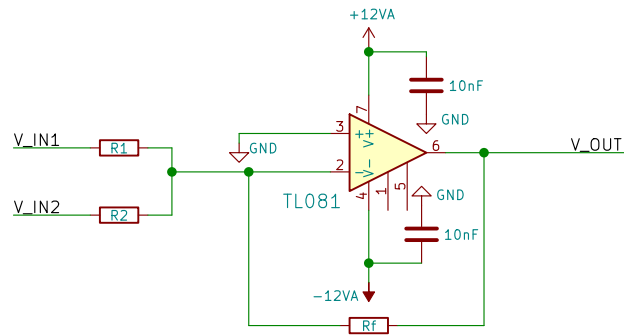 +12VA
10nF
GND
7
V+
3
+
V_IN1
R1
GND
V_OUT
6
2
-
V-
V_IN2
R2
TL081
4
1
5
GND
10nF
-12VA
Rf